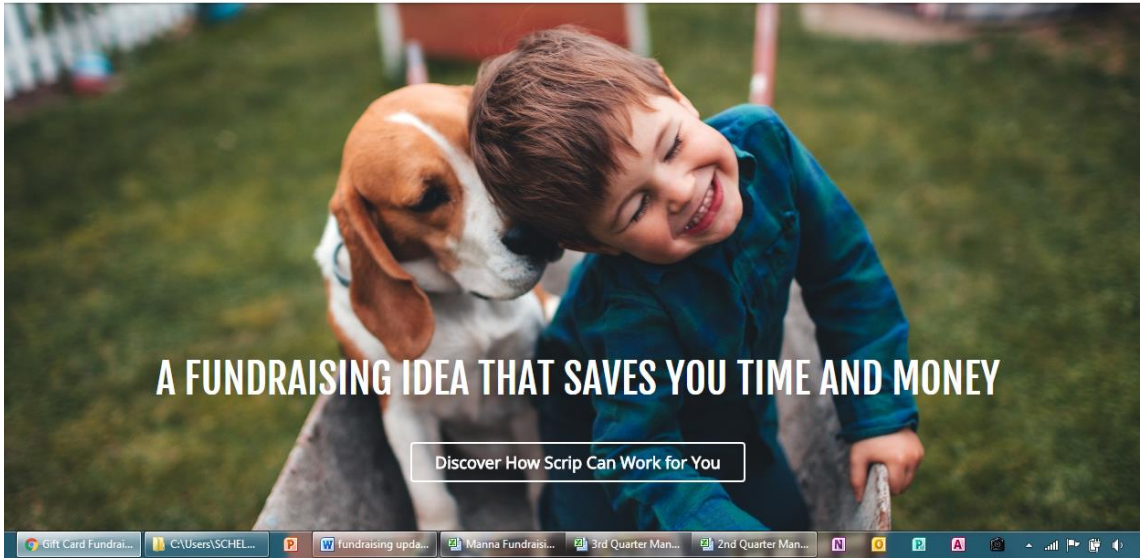 A FUNDRAISING IDEA THAT SAVES YOU TIME AND MONEY
Discover How Scrip Can Work for You
Gift Card Fundrai... C:\Users\SCHEL... P W fundraising upda... Manna Fundraisi... 3rd Quarter Man... 2nd Quarter Man... N O P A